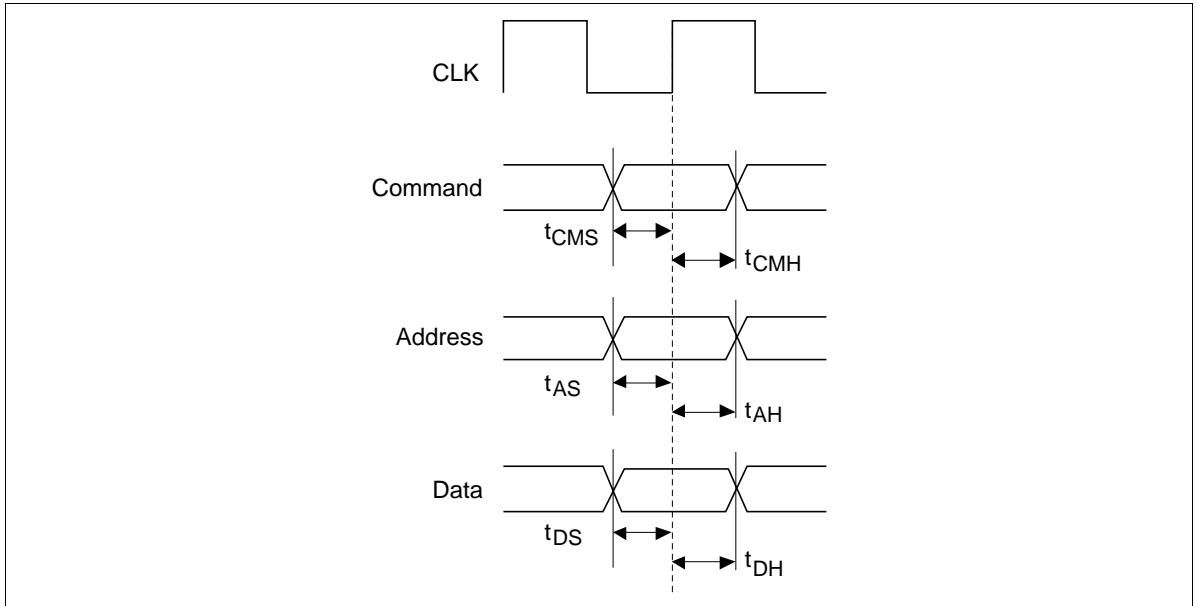 CLK
Command
tCMS
tCMH
Address
tAS
tAH
Data
tDS
tDH